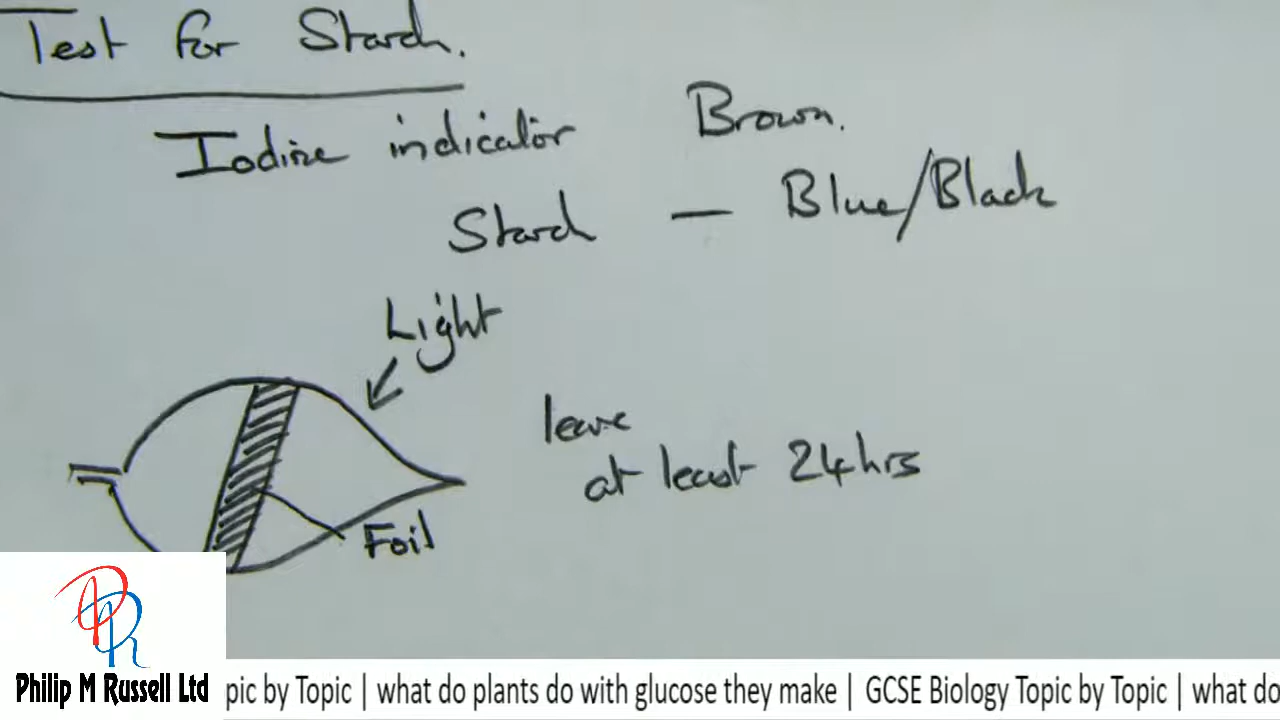 Test for Starch.
Iodine indicator Brown.
Starch — Blue/Black
Light
leave
at least 24hrs
Foil
PR
Philip M Russell Ltd
pic by Topic | what do plants do with glucose they make | GCSE Biology Topic by Topic | what do